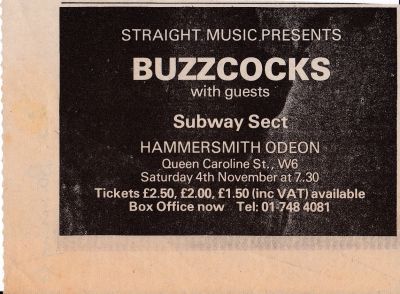 STRAIGHT MUSIC PRESENTS
BUZZCOCKS
with guests
Subway Sect
HAMMERSMITH ODEON
Queen Caroline St., W6
Saturday 4th November at 7.30
Tickets £2.50, £2.00, £1.50 (inc VAT) available
Box Office now Tel: 01-748 4081